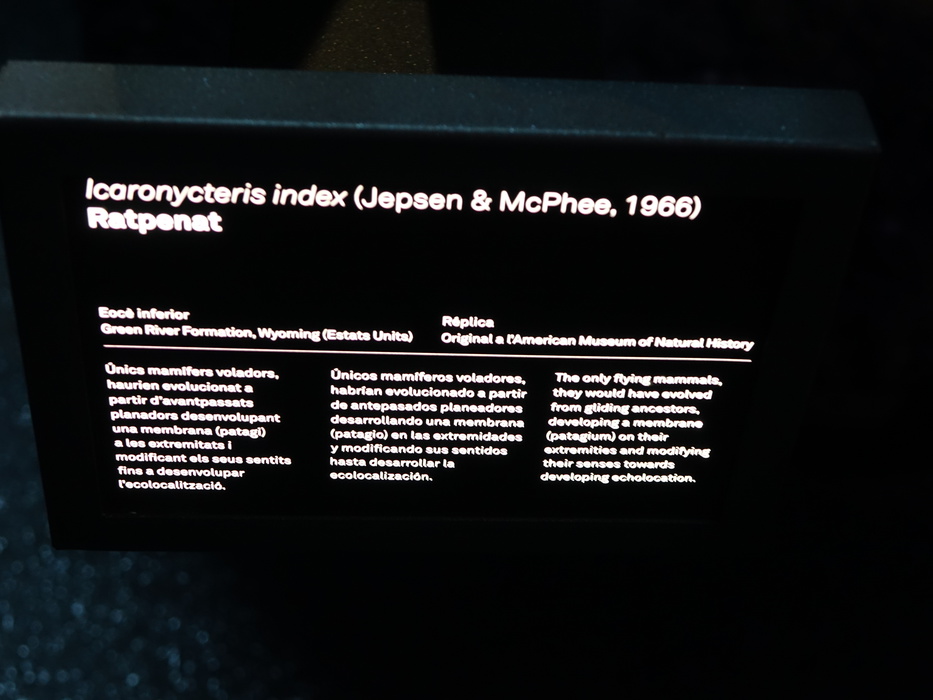 Icaronycteris index (Jepsen & McPhee, 1966)
Ratpenat
Eocè inferior
Green River Formation, Wyoming (Estats Units)
Rèplica
Original a l'American Museum of Natural History
Únics mamífers voladors,
haurien evolucionat a
partir d'avantpassats
planadors desenvolupant
una membrana (patagi)
a les extremitats i
modificant els seus sentits
fins a desenvolupar
l'ecolocalització.
Únicos mamíferos voladores,
habrían evolucionado a partir
de antepasados planeadores
desarrollando una membrana
(patagio) en las extremidades
y modificando sus sentidos
hasta desarrollar la
ecolocalización.
The only flying mammals,
they would have evolved
from gliding ancestors,
developing a membrane
(patagium) on their
extremities and modifying
their senses towards
developing echolocation.